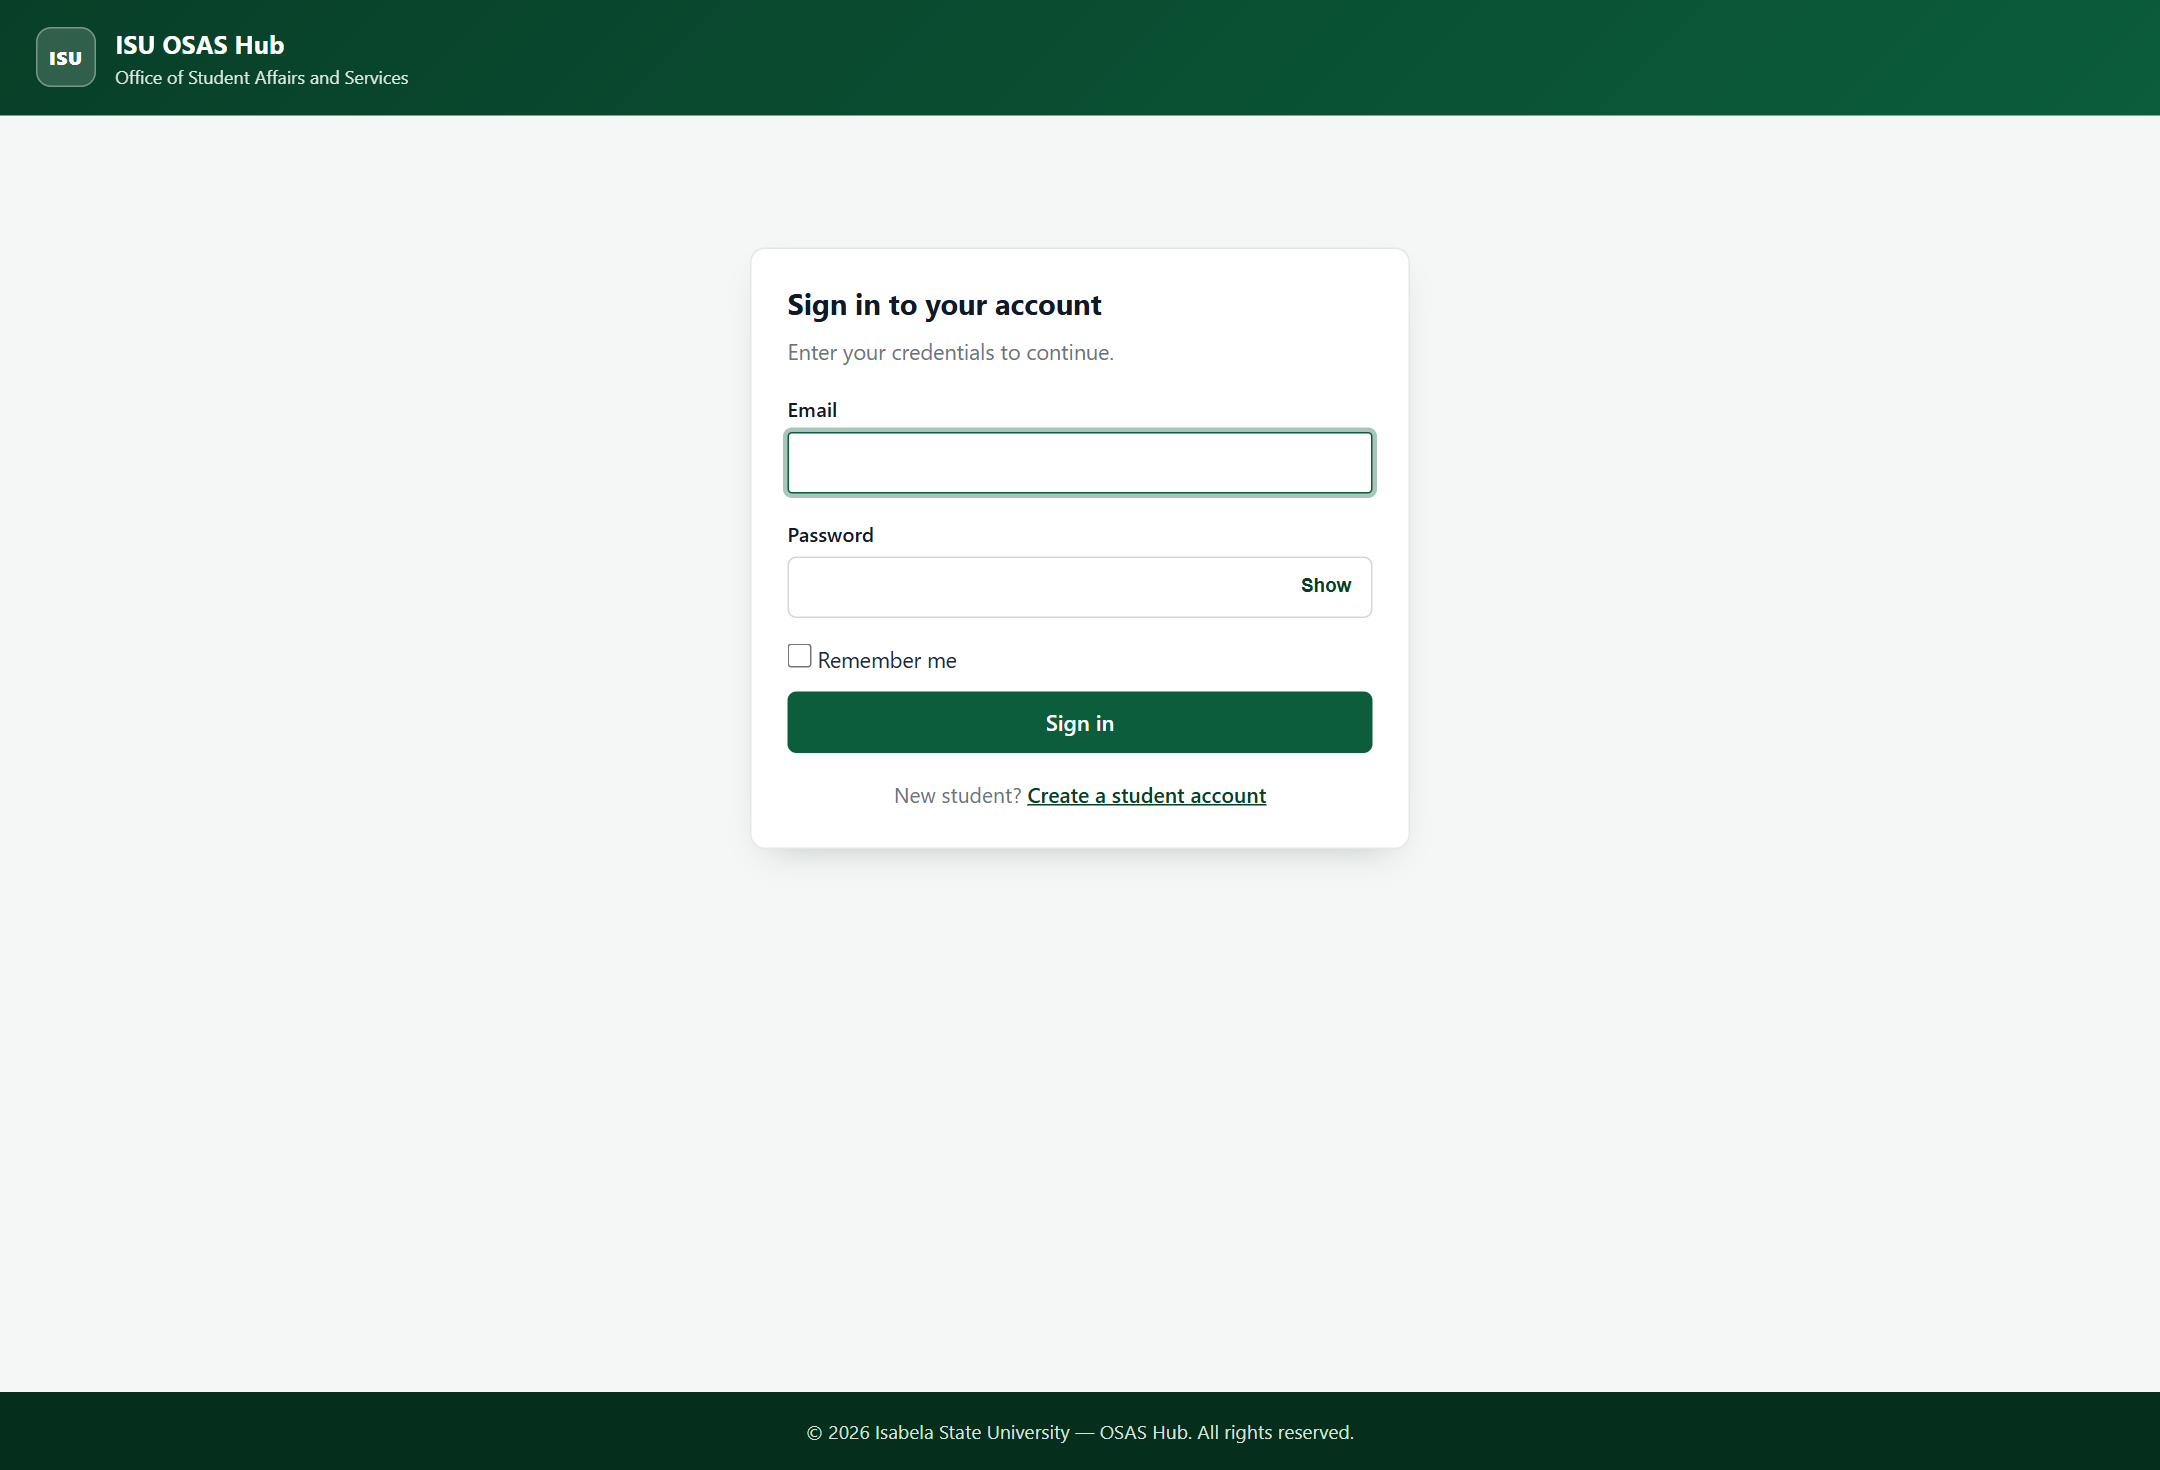 ISU
ISU OSAS Hub
Office of Student Affairs and Services
Sign in to your account
Enter your credentials to continue.
Email
Password
Show
Remember me
Sign in
New student? Create a student account
© 2026 Isabela State University — OSAS Hub. All rights reserved.